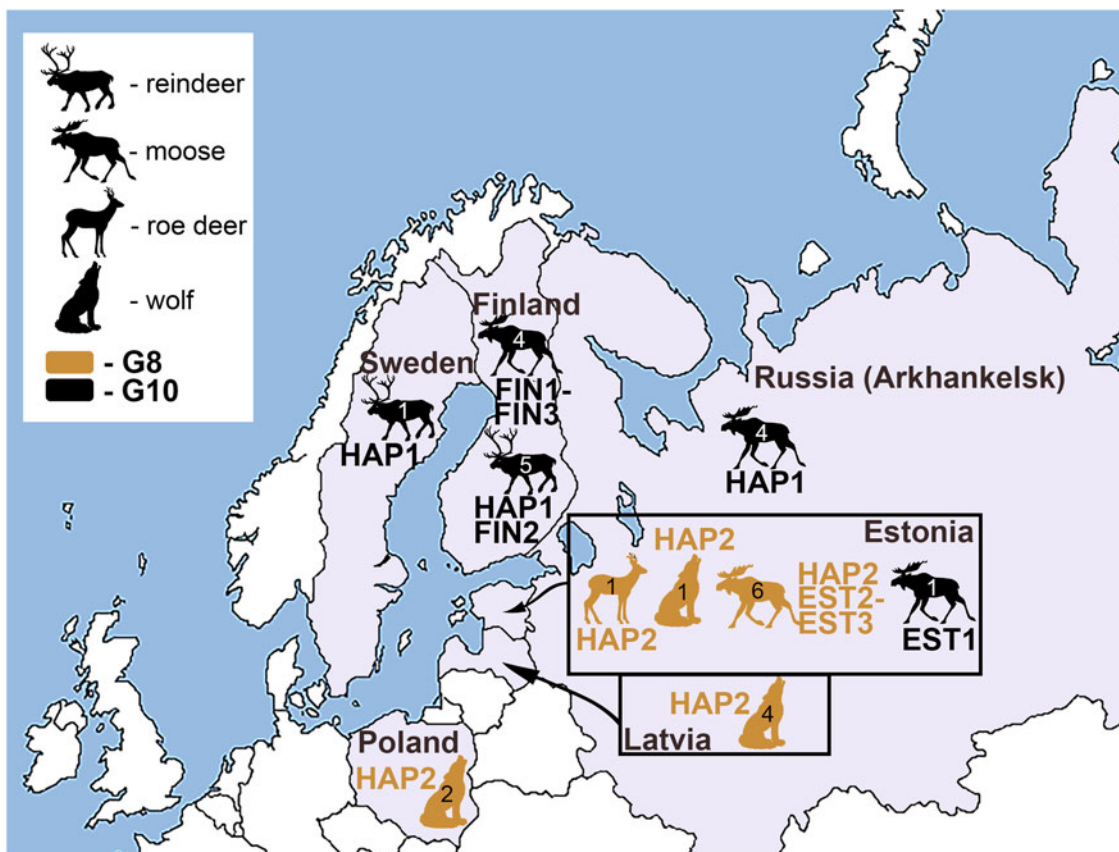 - reindeer
- moose
- roe deer
- wolf
- G8
- G10
Finland
4
FIN1-
FIN3
Sweden
1
HAP1
5
HAP1
FIN2
Russia (Arkhankelsk)
4
HAP1
Estonia
1
HAP2
HAP2
1
6
HAP2
EST2-
EST3
1
EST1
HAP2
4
Latvia
Poland
HAP2
2